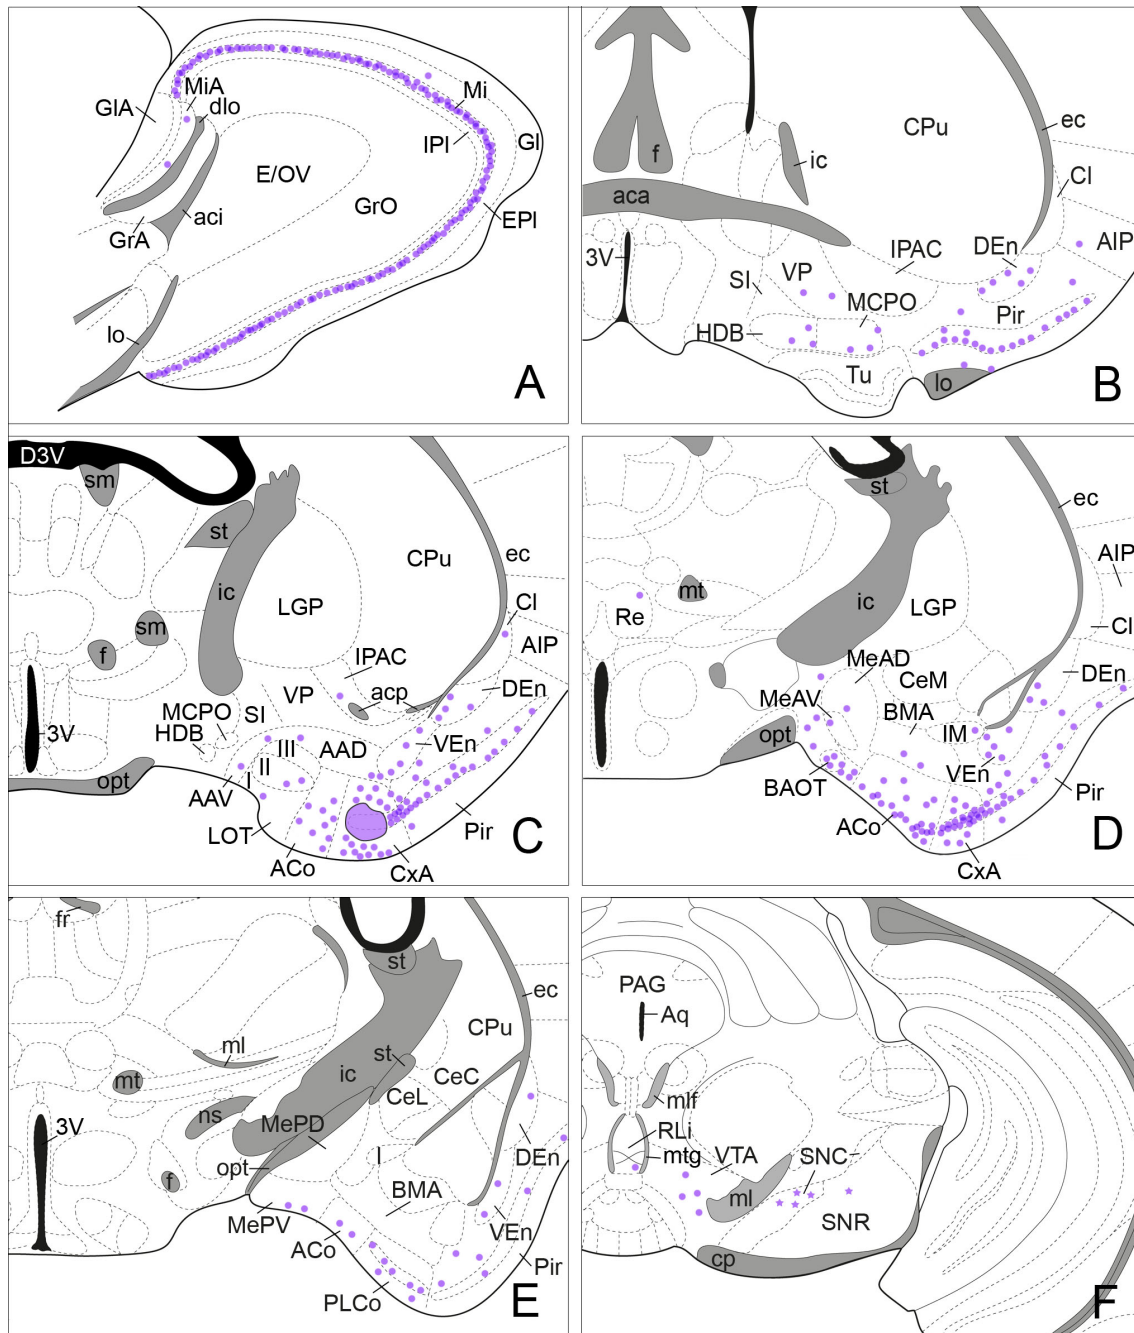 MiA
dlo
GlA
Mi
IPl
Gl
E/OV
GrO
aci
EPl
GrA
lo
A
CPu
ec
f
ic
Cl
aca
3V
SI
VP
IPAC
DEn
AIP
MCPO
HDB
Pir
Tu
lo
B
D3V
sm
st
ic
LGP
CPu
ec
sm
f
Cl
AIP
IPAC
VP
acp
DEn
3V
MCPO
HDB
SI
III
AAD
VEn
II
I
opt
AAV
LOT
ACo
CxA
Pir
C
st
ec
AIP
Re
mt
ic
LGP
Cl
MeAD
CeM
DEn
MeAV
BMA
IM
opt
VEn
BAOT
Pir
ACo
CxA
D
fr
st
ec
CPu
ml
st
ic
CeC
mt
CeL
ns
3V
MePD
DEn
opt
I
f
BMA
MePV
VEn
ACo
Pir
PLCo
E
PAG
Aq
mlf
RLi
mtg
VTA
SNC
ml
SNR
cp
F